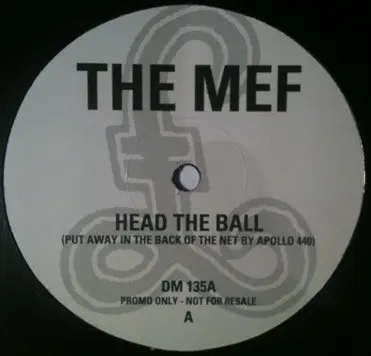 THE MEF
HEAD THE BALL
(PUT AWAY IN THE BACK OF THE NET BY APOLLO 440)
DM 135A
PROMO ONLY - NOT FOR RESALE
A